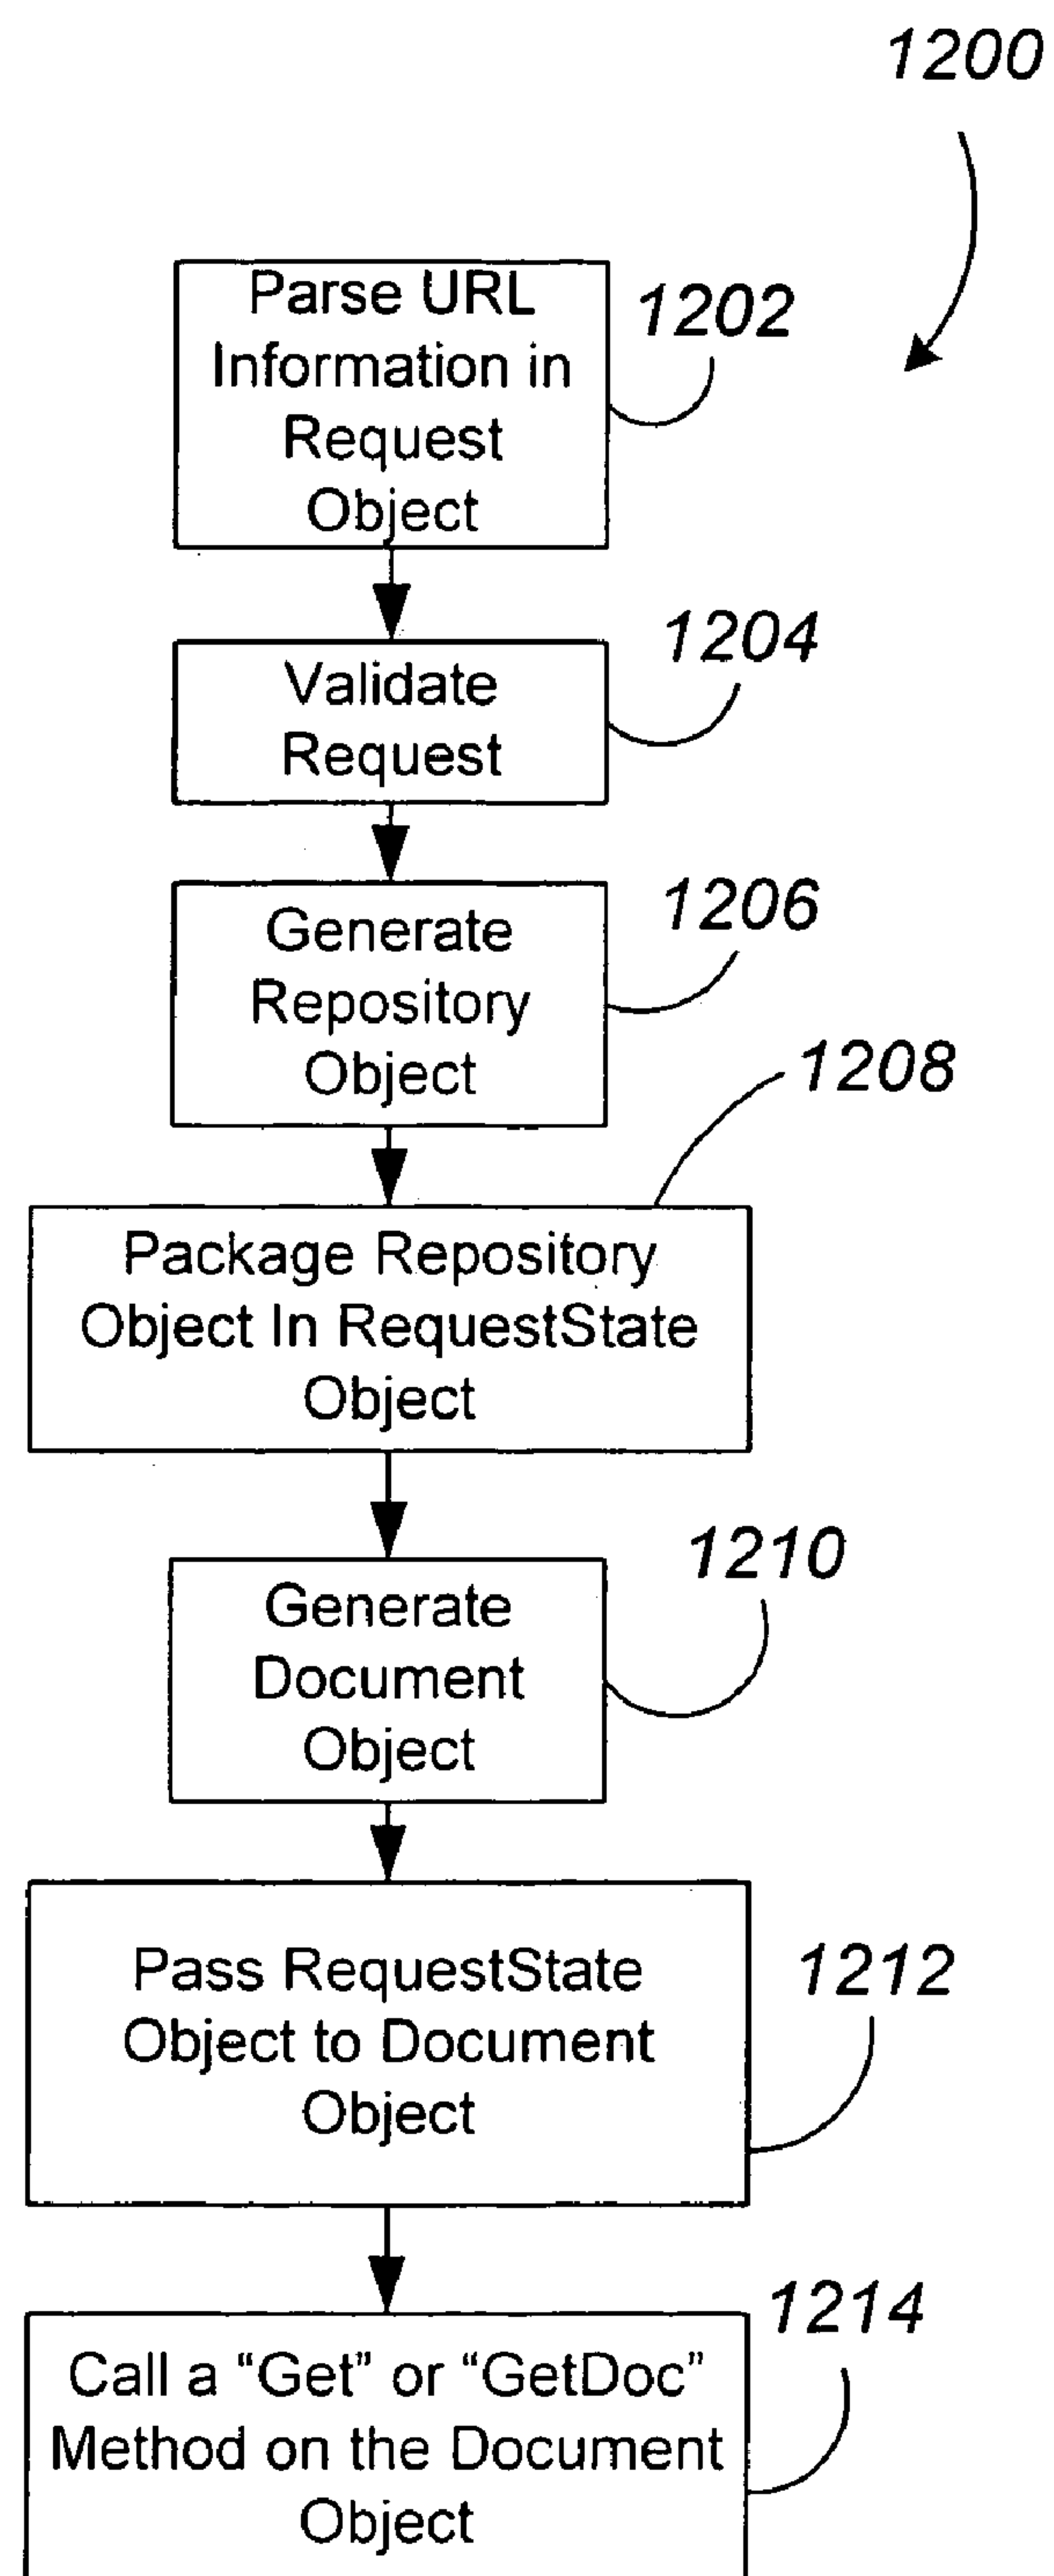 1200
Parse URL
1202
Information in
Request
Object
1204
Validate
Request
1206
Generate
Repository
Object
1208
Package Repository
Object In RequestState
Object
1210
Generate
Document
Object
1212
Pass RequestState
Object to Document
Object
1214
Call a “Get” or “GetDoc”
Method on the Document
Object